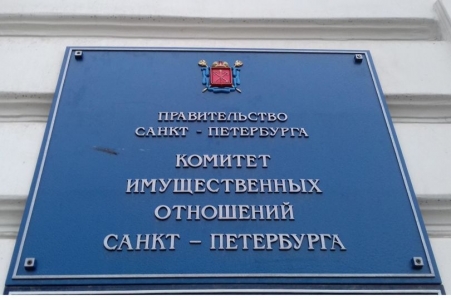 ПРАВИТЕЛЬСТВО
САНКТ - ПЕТЕРБУРГА
КОМИТЕТ
ИМУЩЕСТВЕННЫХ
ОТНОШЕНИЙ
САНКТ - ПЕТЕРБУРГА